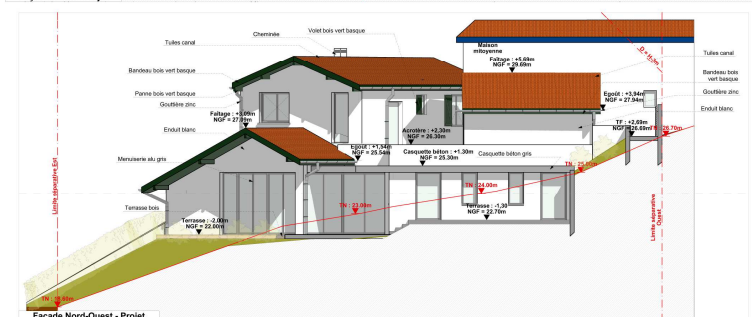 Cheminée
Volet bois vert basque
Tuiles canal
Bandeau bois
vert basque
Panne bois vert basque
Gouttière zinc
Faîtage : +3,09m
NGF = 27.09m
Enduit blanc
Menuiserie alu gris
Terrasse bois
Limite séparative Est
Terrasse : -2,00m
NGF = 22.00m
Maison
mitoyenne
Faîtage : +5.69m
NGF = 29.69m
Tuiles canal
Bandeau bois
vert basque
Gouttière zinc
Enduit blanc
Egoût : +3,94m
NGF = 27.94m
TF : +2,69m
NGF = 26.69m
TN : 26.70m
Acrotère : +2,30m
NGF = 26.30m
Egoût : +1,54m
NGF = 25.54m
Casquette béton : +1.30m
NGF = 25.30m
Casquette béton gris
TN : 25.00m
TN : 24.00m
TN : 23.00m
Terrasse : -1,30
NGF = 22.70m
Limite séparative
Ouest
Façade Nord-Ouest - Projet